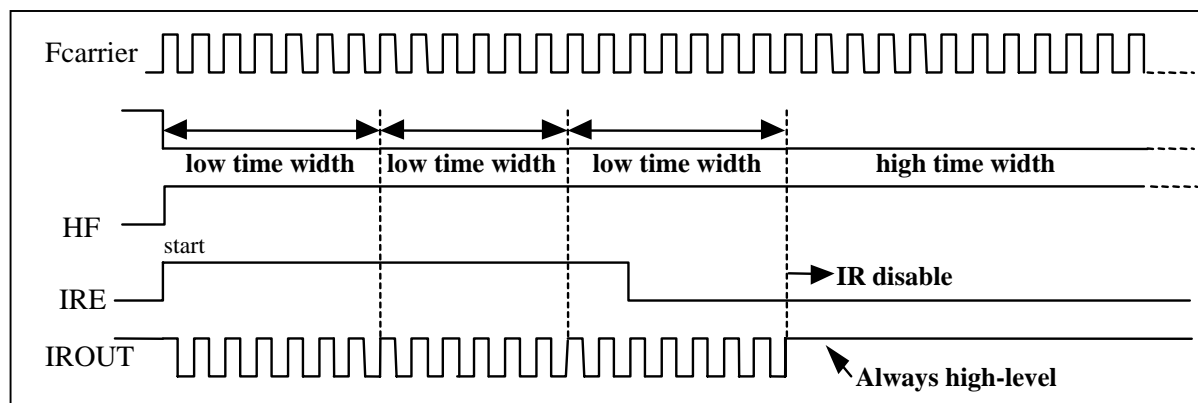 Fcarrier
low time width low time width low time width high time width
HF
start
IRE
IR disable
IROUT
Always high-level